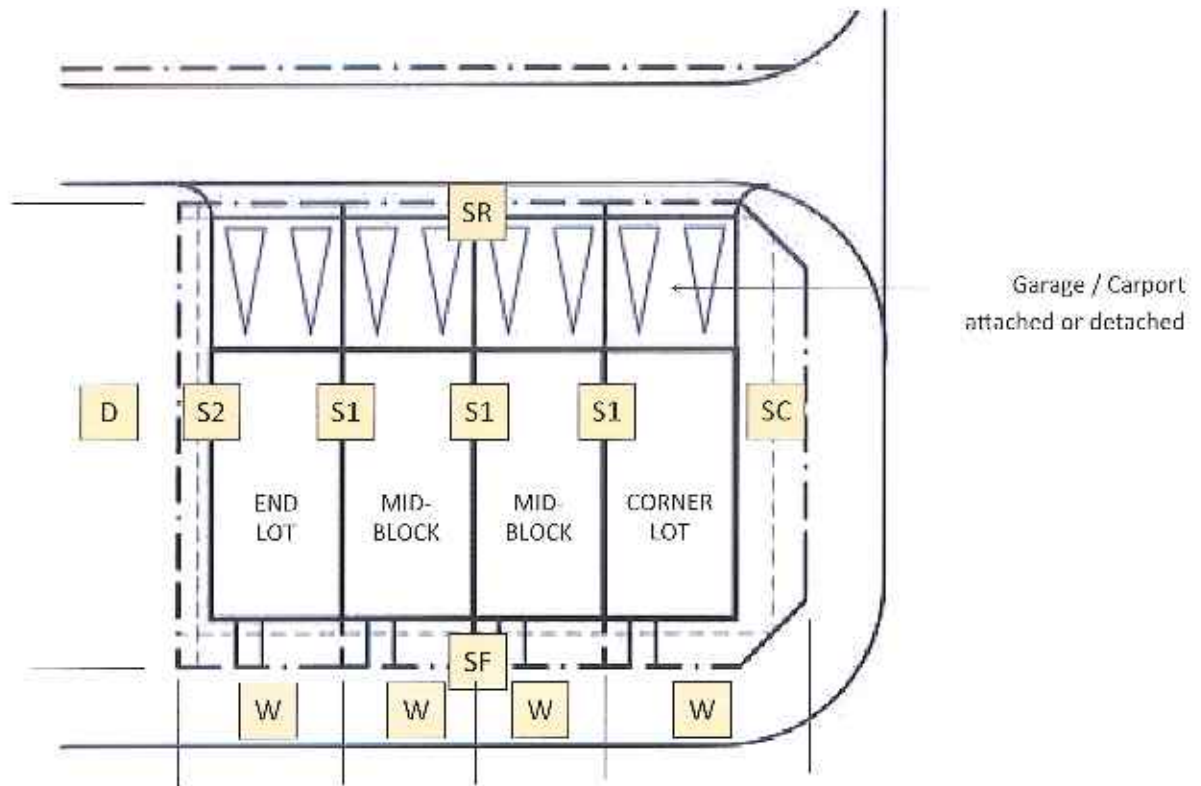 SR
Garage / Carport
attached or detached
D
S2
S1
S1
S1
SC
END
LOT
MID-
BLOCK
MID-
BLOCK
CORNER
LOT
SF
W
W
W
W